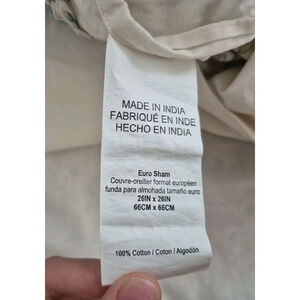 MADE IN INDIA
FABRIQUÉ EN INDE
HECHO EN INDIA
Euro Sham
Couvre-oreiller format européen
funda para almohada tamaño euro
26IN x 26IN
66CM x 66CM
100% Cotton / Coton / Algodón